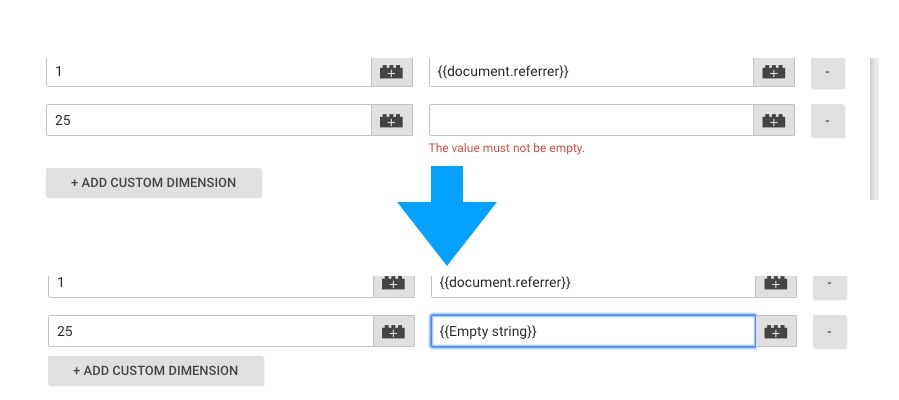 1 {{document.referrer}}
25
The value must not be empty.
+ ADD CUSTOM DIMENSION
1 {{document.referrer}}
25 {{Empty string}}
+ ADD CUSTOM DIMENSION